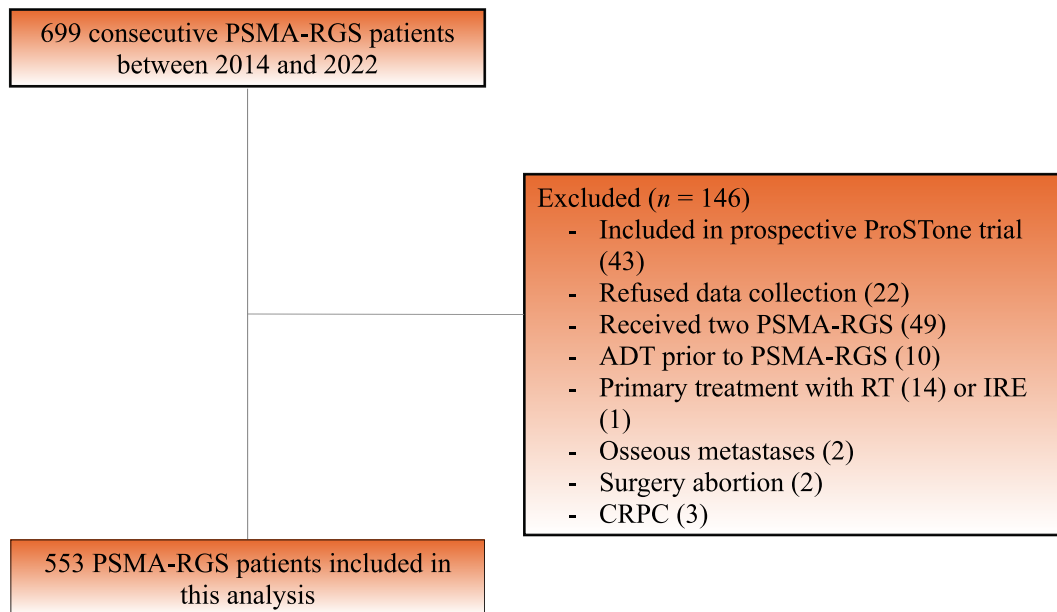 699 consecutive PSMA-RGS patients
between 2014 and 2022
Excluded (n = 146)
- Included in prospective ProSTone trial
(43)
- Refused data collection (22)
- Received two PSMA-RGS (49)
- ADT prior to PSMA-RGS (10)
- Primary treatment with RT (14) or IRE
(1)
- Osseous metastases (2)
- Surgery abortion (2)
- CRPC (3)
553 PSMA-RGS patients included in
this analysis